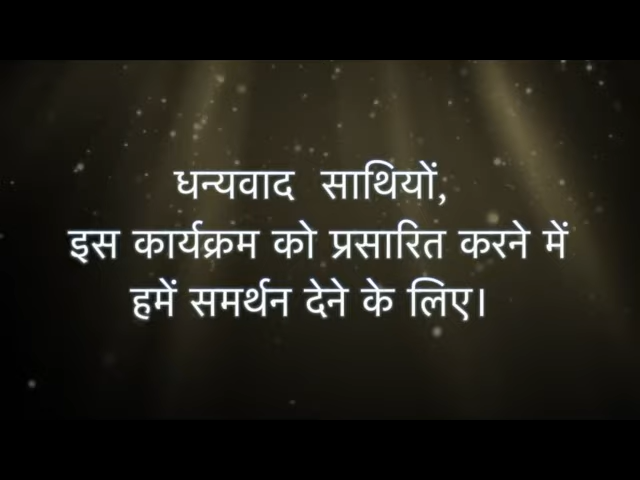 धन्यवाद साथियों,
इस कार्यक्रम को प्रसारित करने में
हमें समर्थन देने के लिए।